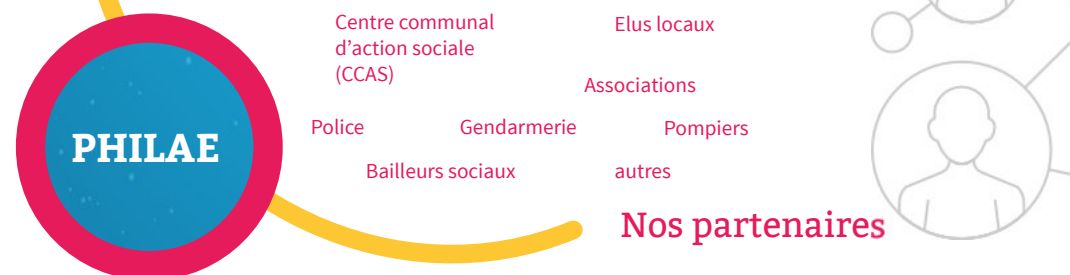 Centre communal
d’action sociale
(CCAS)
Elus locaux
Associations
Police
Gendarmerie
Pompiers
PHILAE
Bailleurs sociaux
autres
Nos partenaires